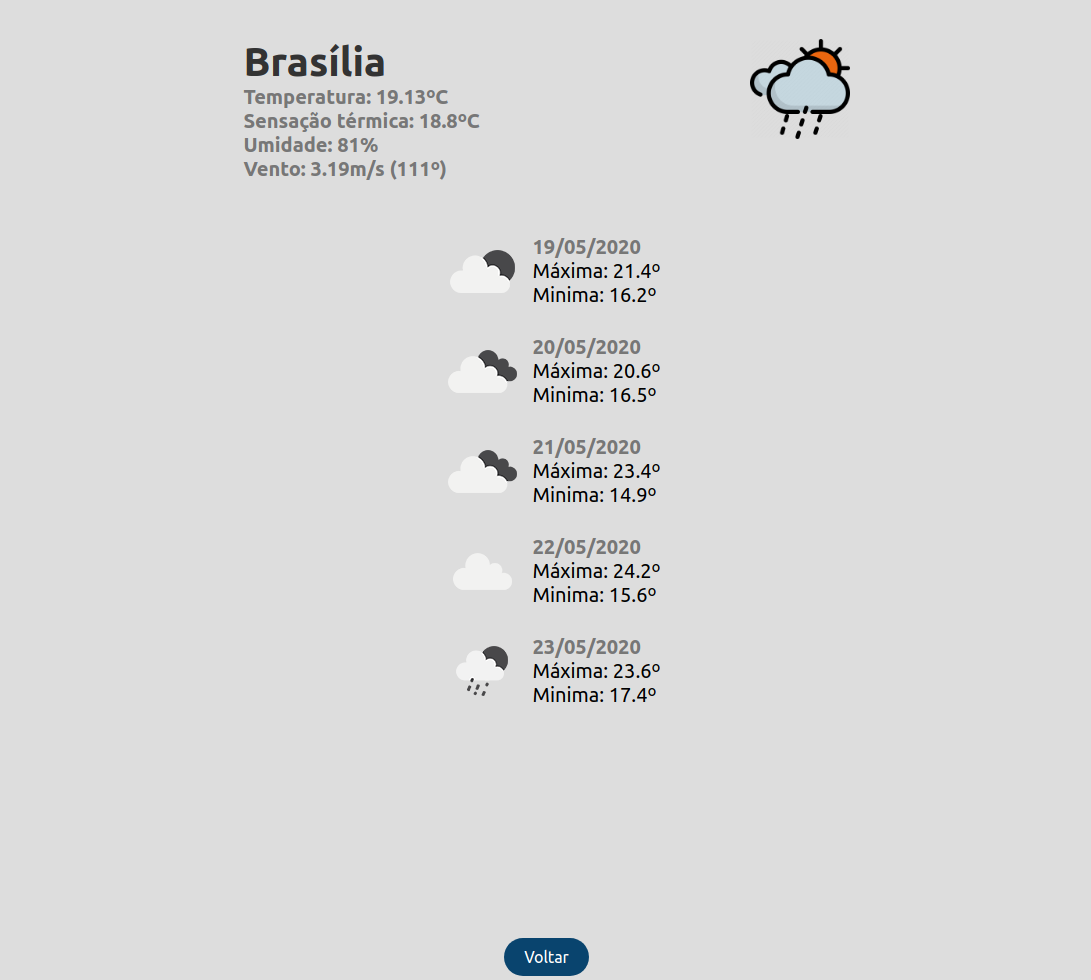 Brasília
Temperatura: 19.13ºC
Sensação térmica: 18.8ºC
Umidade: 81%
Vento: 3.19m/s (111º)
19/05/2020
Máxima: 21.4º
Minima: 16.2º
20/05/2020
Máxima: 20.6º
Minima: 16.5º
21/05/2020
Máxima: 23.4º
Minima: 14.9º
22/05/2020
Máxima: 24.2º
Minima: 15.6º
23/05/2020
Máxima: 23.6º
Minima: 17.4º
Voltar